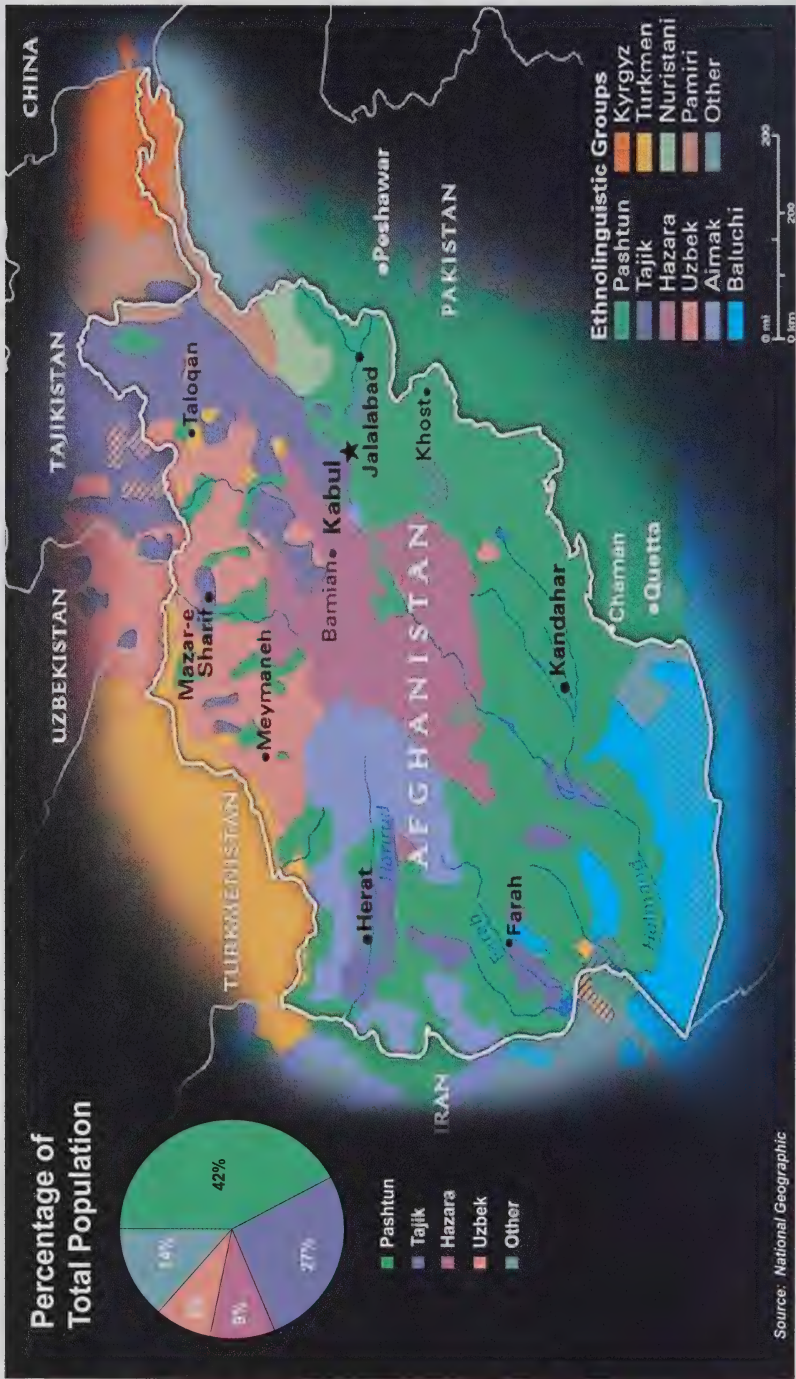 Percentage of
Total Population
42%
27%
9%
14%
Pashtun
Tajik
Hazara
Uzbek
Other
Source: National Geographic
CHINA
TAJIKISTAN
UZBEKISTAN
TURKMENISTAN
IRAN
PAKISTAN
AFGHANISTAN
Taloqan
Mazar-e
Sharif
Meymaneh
Bamian
Kabul
Jalalabad
Khost
Peshawar
Herat
Harirud
Farah
Farah
Kandahar
Chaman
Quetta
Helmand
Ethnolinguistic Groups
Pashtun
Tajik
Hazara
Uzbek
Aimak
Baluchi
Kyrgyz
Turkmen
Nuristani
Pamiri
Other
0 mi
200
0 km
200